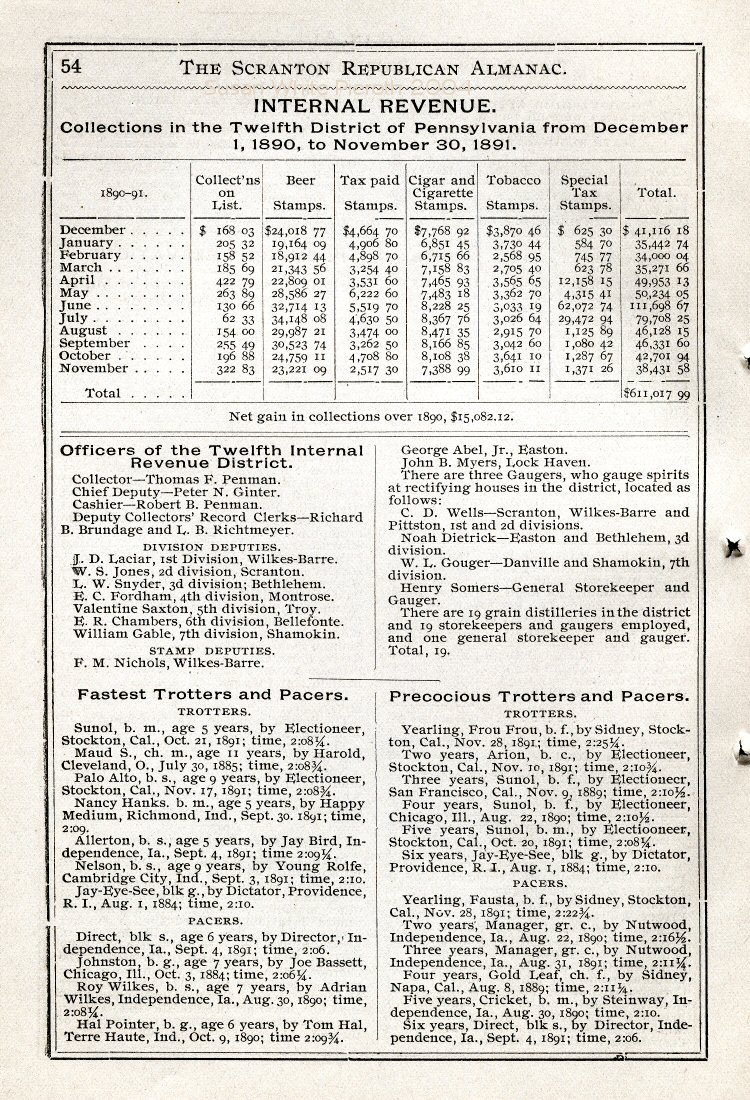 54 THE SCRANTON REPUBLICAN ALMANAC.
INTERNAL REVENUE.
Collections in the Twelfth District of Pennsylvania from December
1, 1890, to November 30, 1891.
1890-91. Collect'ns on List. Beer Stamps. Tax paid Stamps. Cigar and Cigarette Stamps. Tobacco Stamps. Special Tax Stamps. Total.
December . . . . . $ 168 03 $24,018 77 $4,664 70 $7,768 92 $3,870 46 $ 625 30 $ 41,116 18
January . . . . . . 205 32 19,164 09 4,906 80 6,851 45 3,730 44 584 70 35,442 74
February . . . . . 158 52 18,912 44 4,898 70 6,715 66 2,568 95 745 77 34,000 04
March . . . . . . . 185 69 21,343 56 3,254 40 7,158 83 2,705 40 623 78 35,271 66
April . . . . . . . 422 79 22,809 01 3,531 60 7,465 93 3,565 65 12,158 15 49,953 13
May . . . . . . . 263 89 28,586 27 6,222 60 7,483 18 3,362 70 4,315 41 50,234 05
June . . . . . . . 130 66 32,714 13 5,519 70 8,228 25 3,033 19 62,072 74 111,698 67
July . . . . . . . 62 33 34,148 08 4,630 50 8,367 76 3,026 64 29,472 94 79,708 25
August . . . . . . 154 00 29,987 21 3,474 00 8,471 35 2,915 70 1,125 89 46,128 15
September . . . . . 255 49 30,523 74 3,262 50 8,166 85 3,042 60 1,080 42 46,331 60
October . . . . . . 196 88 24,759 11 4,708 80 8,108 38 3,641 10 1,287 67 42,701 94
November . . . . . 322 83 23,221 09 2,517 30 7,388 99 3,610 11 1,371 26 38,431 58
Total . . . . . $611,017 99
Net gain in collections over 1890, $15,082.12.
Officers of the Twelfth Internal
Revenue District.
Collector—Thomas F. Penman.
Chief Deputy—Peter N. Ginter.
Cashier—Robert B. Penman.
Deputy Collectors' Record Clerks—Richard
B. Brundage and L. B. Richtmeyer.
DIVISION DEPUTIES.
J. D. Laciar, 1st Division, Wilkes-Barre.
W. S. Jones, 2d division, Scranton.
L. W. Snyder, 3d division; Bethlehem.
E. C. Fordham, 4th division, Montrose.
Valentine Saxton, 5th division, Troy.
E. R. Chambers, 6th division, Bellefonte.
William Gable, 7th division, Shamokin.
STAMP DEPUTIES.
F. M. Nichols, Wilkes-Barre.
George Abel, Jr., Easton.
John B. Myers, Lock Haven.
There are three Gaugers, who gauge spirits
at rectifying houses in the district, located as
follows:
C. D. Wells—Scranton, Wilkes-Barre and
Pittston, 1st and 2d divisions.
Noah Dietrick—Easton and Bethlehem, 3d
division.
W. L. Gouger—Danville and Shamokin, 7th
division.
Henry Somers—General Storekeeper and
Gauger.
There are 19 grain distilleries in the district
and 19 storekeepers and gaugers employed,
and one general storekeeper and gauger.
Total, 19.
Fastest Trotters and Pacers.
TROTTERS.
Sunol, b. m., age 5 years, by Electioneer,
Stockton, Cal., Oct. 21, 1891; time, 2:08¼.
Maud S., ch. m., age 11 years, by Harold,
Cleveland, O., July 30, 1885; time, 2:08¾.
Palo Alto, b. s., age 9 years, by Electioneer,
Stockton, Cal., Nov. 17, 1891; time, 2:08¾.
Nancy Hanks. b. m., age 5 years, by Happy
Medium, Richmond, Ind., Sept. 30. 1891; time,
2:09.
Allerton, b. s., age 5 years, by Jay Bird, In-
dependence, Ia., Sept. 4, 1891; time 2:09¼.
Nelson, b. s., age 9 years, by Young Rolfe,
Cambridge City, Ind., Sept. 3, 1891; time, 2:10.
Jay-Eye-See, blk g., by Dictator, Providence,
R. I., Aug. 1, 1884; time, 2:10.
PACERS.
Direct, blk s., age 6 years, by Director, In-
dependence, Ia., Sept. 4, 1891; time, 2:06.
Johnston, b. g., age 7 years, by Joe Bassett,
Chicago, Ill., Oct. 3, 1884; time, 2:06¼.
Roy Wilkes, b. s., age 7 years, by Adrian
Wilkes, Independence, Ia., Aug. 30, 1890; time,
2:08¼.
Hal Pointer, b. g., age 6 years, by Tom Hal,
Terre Haute, Ind., Oct. 9, 1890; time 2:09¾.
Precocious Trotters and Pacers.
TROTTERS.
Yearling, Frou Frou, b. f., by Sidney, Stock-
ton, Cal., Nov. 28, 1891; time, 2:25¼.
Two years, Arion, b. c., by Electioneer,
Stockton, Cal., Nov. 10, 1891; time, 2:10¾.
Three years, Sunol, b. f., by Electioneer,
San Francisco, Cal., Nov. 9, 1889; time, 2:10½.
Four years, Sunol, b. f., by Electioneer,
Chicago, Ill., Aug. 22, 1890; time, 2:10½.
Five years, Sunol, b. m., by Electiooneer,
Stockton, Cal., Oct. 20, 1891; time, 2:08¼.
Six years, Jay-Eye-See, blk g., by Dictator,
Providence, R. I., Aug. 1, 1884; time, 2:10.
PACERS.
Yearling, Fausta, b. f., by Sidney, Stockton,
Cal., Nov. 28, 1891; time, 2:22¾.
Two years, Manager, gr. c., by Nutwood,
Independence, Ia., Aug. 22, 1890; time, 2:16½.
Three years, Manager, gr. c., by Nutwood,
Independence, Ia., Aug. 31, 1891; time, 2:11¼.
Four years, Gold Leaf, ch. f., by Sidney,
Napa, Cal., Aug. 8, 1889; time, 2:11¼.
Five years, Cricket, b. m., by Steinway, In-
dependence, Ia., Aug. 30, 1890; time, 2:10.
Six years, Direct, blk s., by Director, Inde-
pendence, Ia., Sept. 4, 1891; time, 2:06.